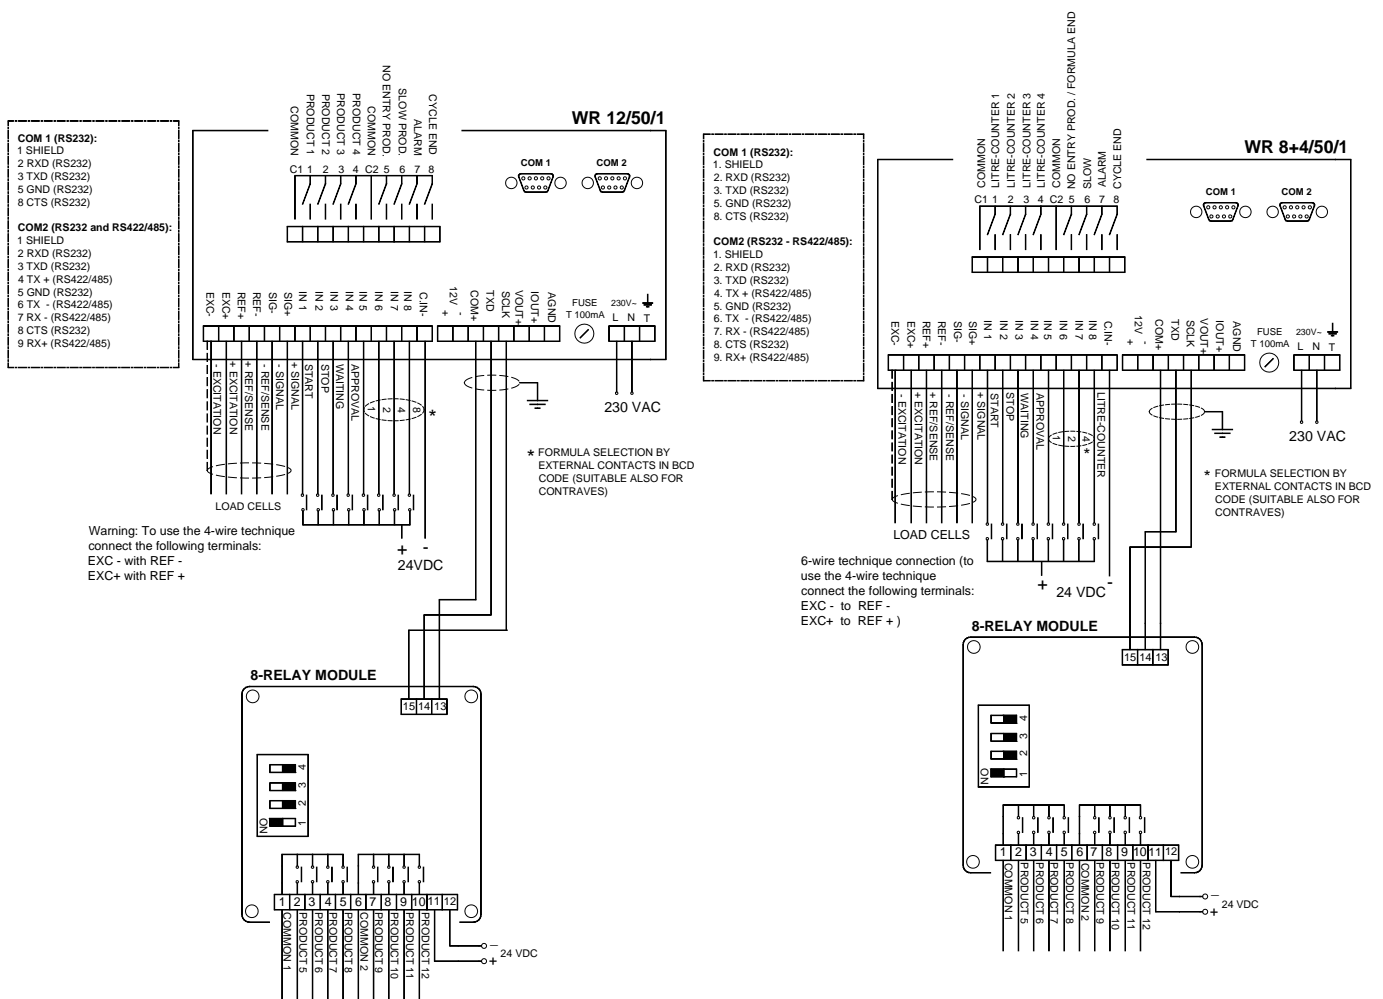 WR 12/50/1
COM 1 (RS232):
1 SHIELD
2 RXD (RS232)
3 TXD (RS232)
5 GND (RS232)
8 CTS (RS232)
COM2 (RS232 and RS422/485):
1 SHIELD
2 RXD (RS232)
3 TXD (RS232)
4 TX + (RS422/485)
5 GND (RS232)
6 TX - (RS422/485)
7 RX - (RS422/485)
8 CTS (RS232)
9 RX+ (RS422/485)
COMMON
PRODUCT 1
PRODUCT 2
PRODUCT 3
PRODUCT 4
COMMON
NO ENTRY PROD.
SLOW PROD.
ALARM
CYCLE END
C1 1 2 3 4 C2 5 6 7 8
COM 1
COM 2
EXC-
EXC+
REF+
REF-
SIG-
SIG+
IN 1
IN 2
IN 3
IN 4
IN 5
IN 6
IN 7
IN 8
C.IN-
12V
+ -
COM+
TXD
SCLK
VOUT+
IOUT+
AGND
FUSE
T 100mA
230V~
L N T
- EXCITATION
+ EXCITATION
+ REF/SENSE
- REF/SENSE
- SIGNAL
+ SIGNAL
START
STOP
WAITING
APPROVAL
1 2 4 8 *
230 VAC
* FORMULA SELECTION BY
EXTERNAL CONTACTS IN BCD
CODE (SUITABLE ALSO FOR
CONTRAVES)
LOAD CELLS
+ -
24VDC
Warning: To use the 4-wire technique
connect the following terminals:
EXC - with REF -
EXC+ with REF +
8-RELAY MODULE
15 14 13
4
3
2
1
ON
1 2 3 4 5 6 7 8 9 10 11 12
COMMON 1
PRODUCT 5
PRODUCT 6
PRODUCT 7
PRODUCT 8
COMMON 2
PRODUCT 9
PRODUCT 10
PRODUCT 11
PRODUCT 12
–
24 VDC
+
WR 8+4/50/1
COM 1 (RS232):
1. SHIELD
2. RXD (RS232)
3. TXD (RS232)
5. GND (RS232)
8. CTS (RS232)
COM2 (RS232 - RS422/485):
1. SHIELD
2. RXD (RS232)
3. TXD (RS232)
4. TX + (RS422/485)
5. GND (RS232)
6. TX - (RS422/485)
7. RX - (RS422/485)
8. CTS (RS232)
9. RX+ (RS422/485)
COMMON
LITRE-COUNTER 1
LITRE-COUNTER 2
LITRE-COUNTER 3
LITRE-COUNTER 4
COMMON
NO ENTRY PROD. / FORMULA END
SLOW
ALARM
CYCLE END
C1 1 2 3 4 C2 5 6 7 8
COM 1
COM 2
EXC-
EXC+
REF+
REF-
SIG-
SIG+
IN 1
IN 2
IN 3
IN 4
IN 5
IN 6
IN 7
IN 8
C.IN-
12V
+ -
COM+
TXD
SCLK
VOUT+
IOUT+
AGND
FUSE
T 100mA
230V~
L N T
- EXCITATION
+ EXCITATION
+ REF/SENSE
- REF/SENSE
- SIGNAL
+ SIGNAL
START
STOP
WAITING
APPROVAL
1 2 4 *
LITRE-COUNTER
230 VAC
* FORMULA SELECTION BY
EXTERNAL CONTACTS IN BCD
CODE (SUITABLE ALSO FOR
CONTRAVES)
LOAD CELLS
+ 24 VDC -
6-wire technique connection (to
use the 4-wire technique
connect the following terminals:
EXC - to REF -
EXC+ to REF + )
8-RELAY MODULE
15 14 13
4
3
2
1
ON
1 2 3 4 5 6 7 8 9 10 11 12
COMMON 1
PRODUCT 5
PRODUCT 6
PRODUCT 7
PRODUCT 8
COMMON 2
PRODUCT 9
PRODUCT 10
PRODUCT 11
PRODUCT 12
–
24 VDC
+